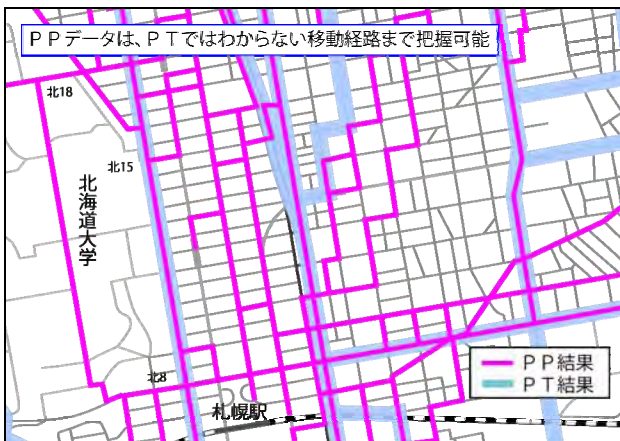 PPデータは、PTではわからない移動経路まで把握可能
北18
北15
北海道大学
北8
札幌駅
PP結果
PT結果